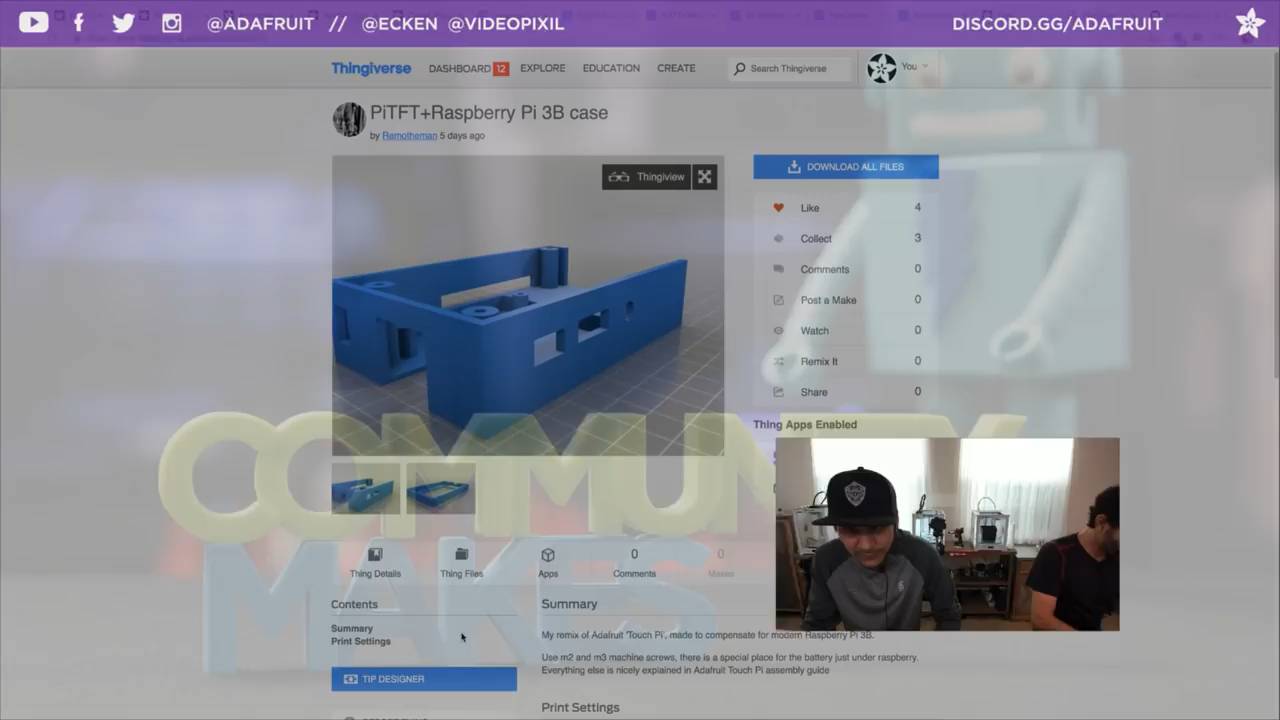 @ADAFRUIT // @ECKEN @VIDEOPIXIL
DISCORD.GG/ADAFRUIT
Thingiverse
DASHBOARD 12
EXPLORE
EDUCATION
CREATE
Search Thingiverse
You
PiTFT+Raspberry Pi 3B case
by Remotheman 5 days ago
Thingiview
DOWNLOAD ALL FILES
Like 4
Collect 3
Comments 0
Post a Make 0
Watch 0
Remix It 0
Share 0
Thing Apps Enabled
COMMUNITY
MAKES
Thing Details
Thing Files
Apps
0
Comments
0
Makes
Contents
Summary
Print Settings
TIP DESIGNER
Summary
My remix of Adafruit 'Touch Pi', made to compensate for modern Raspberry Pi 3B.
Use m2 and m3 machine screws, there is a special place for the battery just under raspberry.
Everything else is nicely explained in Adafruit Touch Pi assembly guide
Print Settings